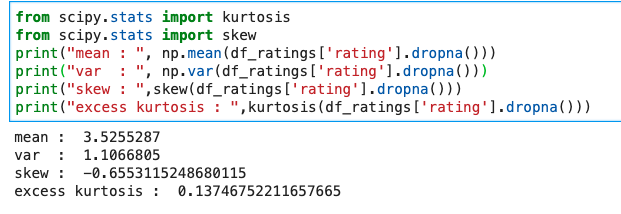 from scipy.stats import kurtosis
from scipy.stats import skew
print("mean : ", np.mean(df_ratings['rating'].dropna()))
print("var  : ", np.var(df_ratings['rating'].dropna()))
print("skew : ",skew(df_ratings['rating'].dropna()))
print("excess kurtosis : ",kurtosis(df_ratings['rating'].dropna()))
mean :  3.5255287
var  :  1.1066805
skew :  -0.6553115248680115
excess kurtosis :  0.13746752211657665